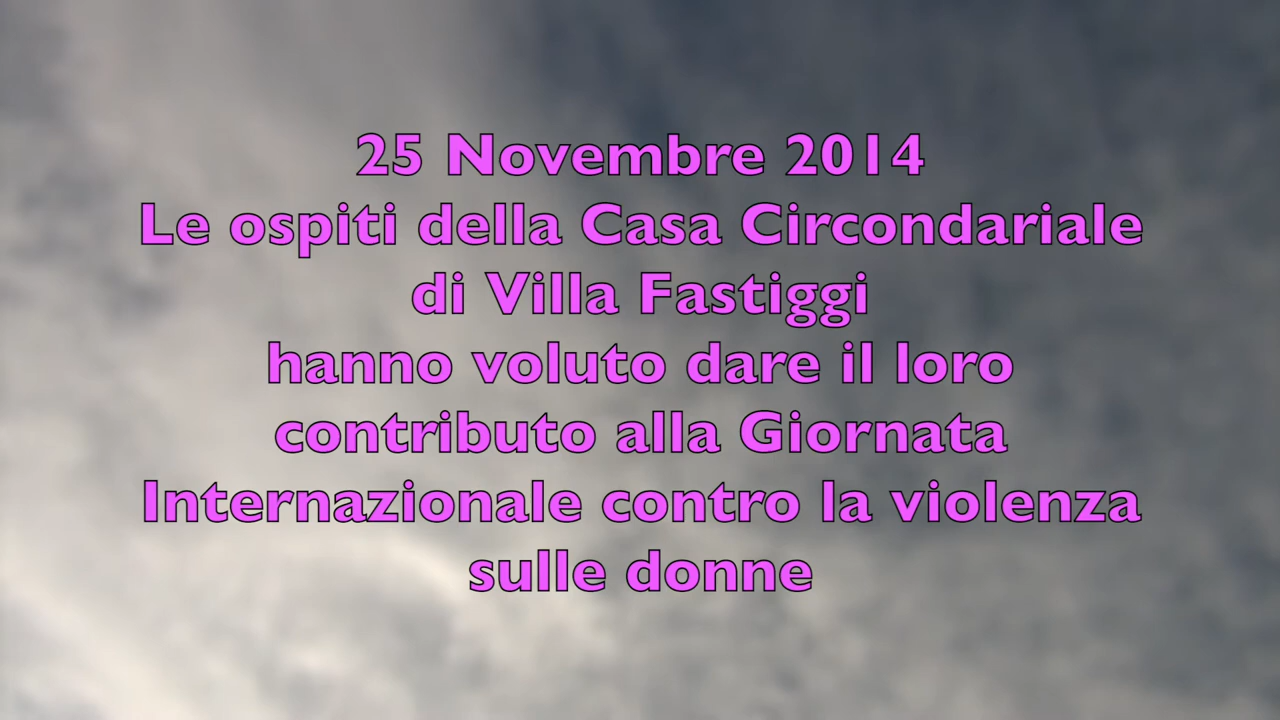 25 Novembre 2014
Le ospiti della Casa Circondariale
di Villa Fastiggi
hanno voluto dare il loro
contributo alla Giornata
Internazionale contro la violenza
sulle donne